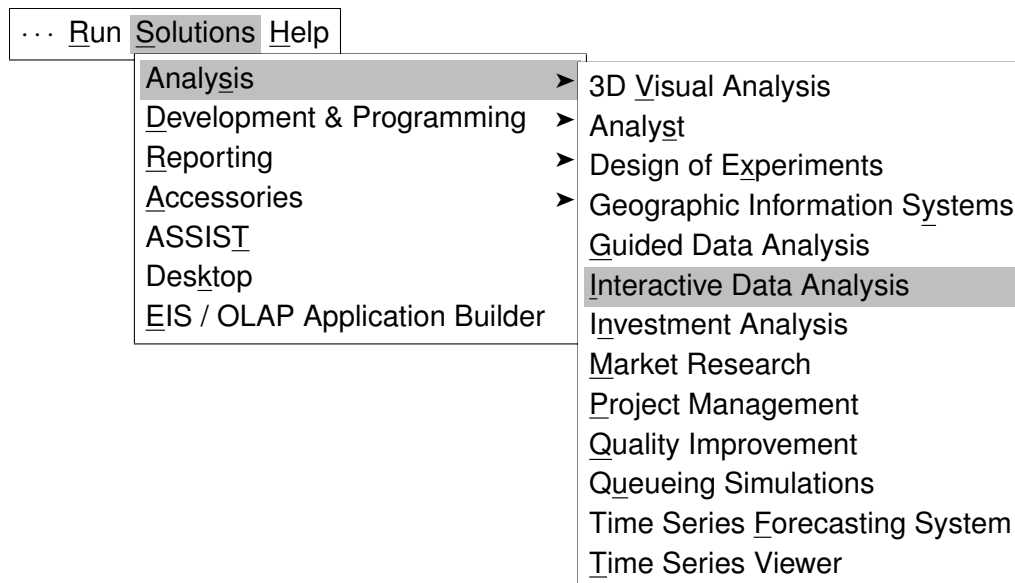 ··· Run Solutions Help
Analysis ➤
Development & Programming ➤
Reporting ➤
Accessories ➤
ASSIST
Desktop
EIS / OLAP Application Builder
3D Visual Analysis
Analyst
Design of Experiments
Geographic Information Systems
Guided Data Analysis
Interactive Data Analysis
Investment Analysis
Market Research
Project Management
Quality Improvement
Queueing Simulations
Time Series Forecasting System
Time Series Viewer